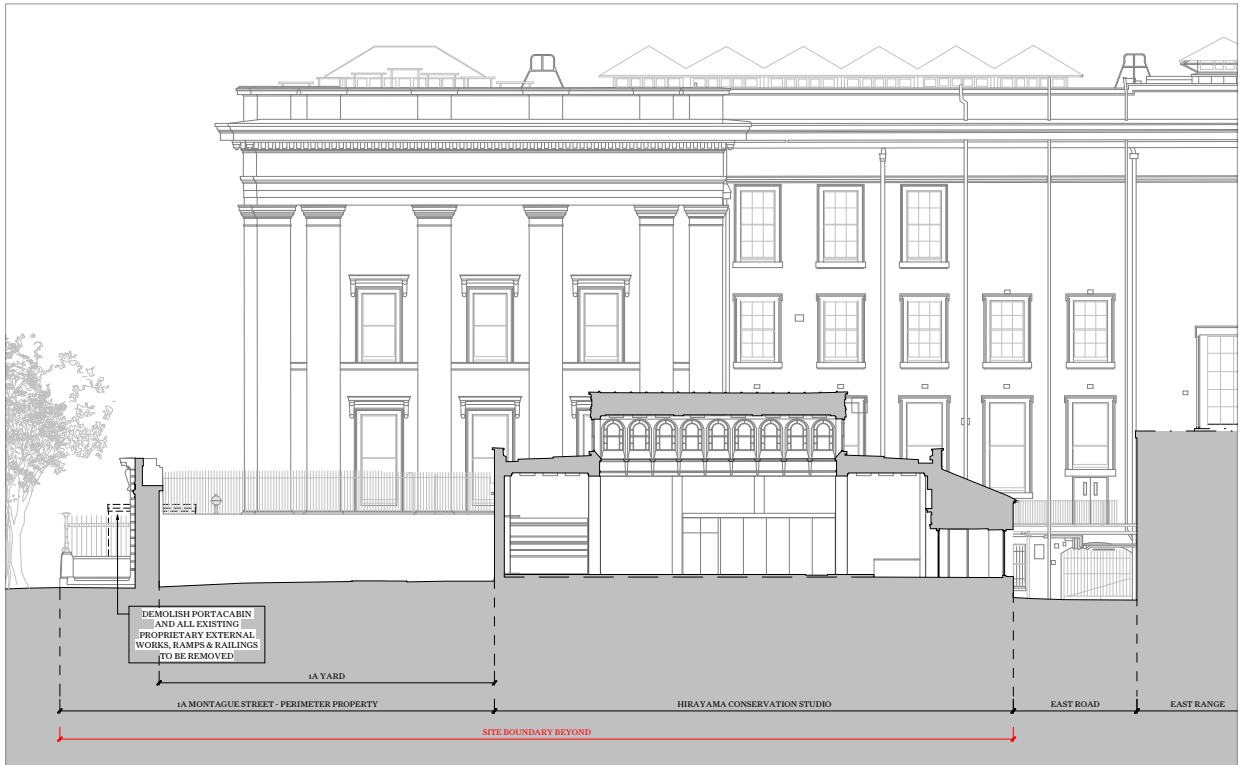 DEMOLISH PORTACABIN
AND ALL EXISTING
PROPRIETARY EXTERNAL
WORKS, RAMPS & RAILINGS
TO BE REMOVED
1A YARD
1A MONTAGUE STREET - PERIMETER PROPERTY
HIRAYAMA CONSERVATION STUDIO
EAST ROAD
EAST RANGE
SITE BOUNDARY BEYOND